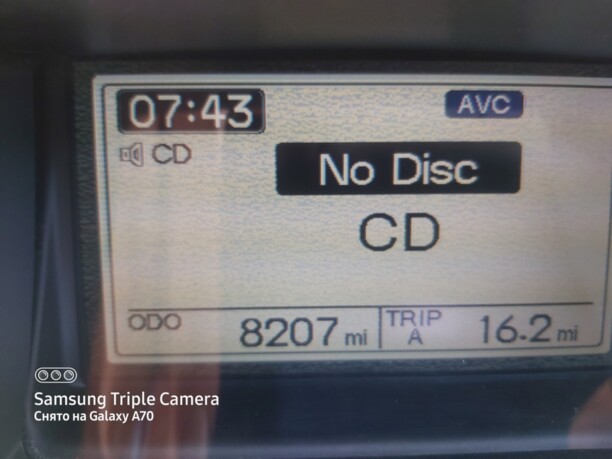 07:43 AVC
CD
No Disc
CD
ODO 8207 mi TRIP A 16.2 mi
Samsung Triple Camera
Снято на Galaxy A70